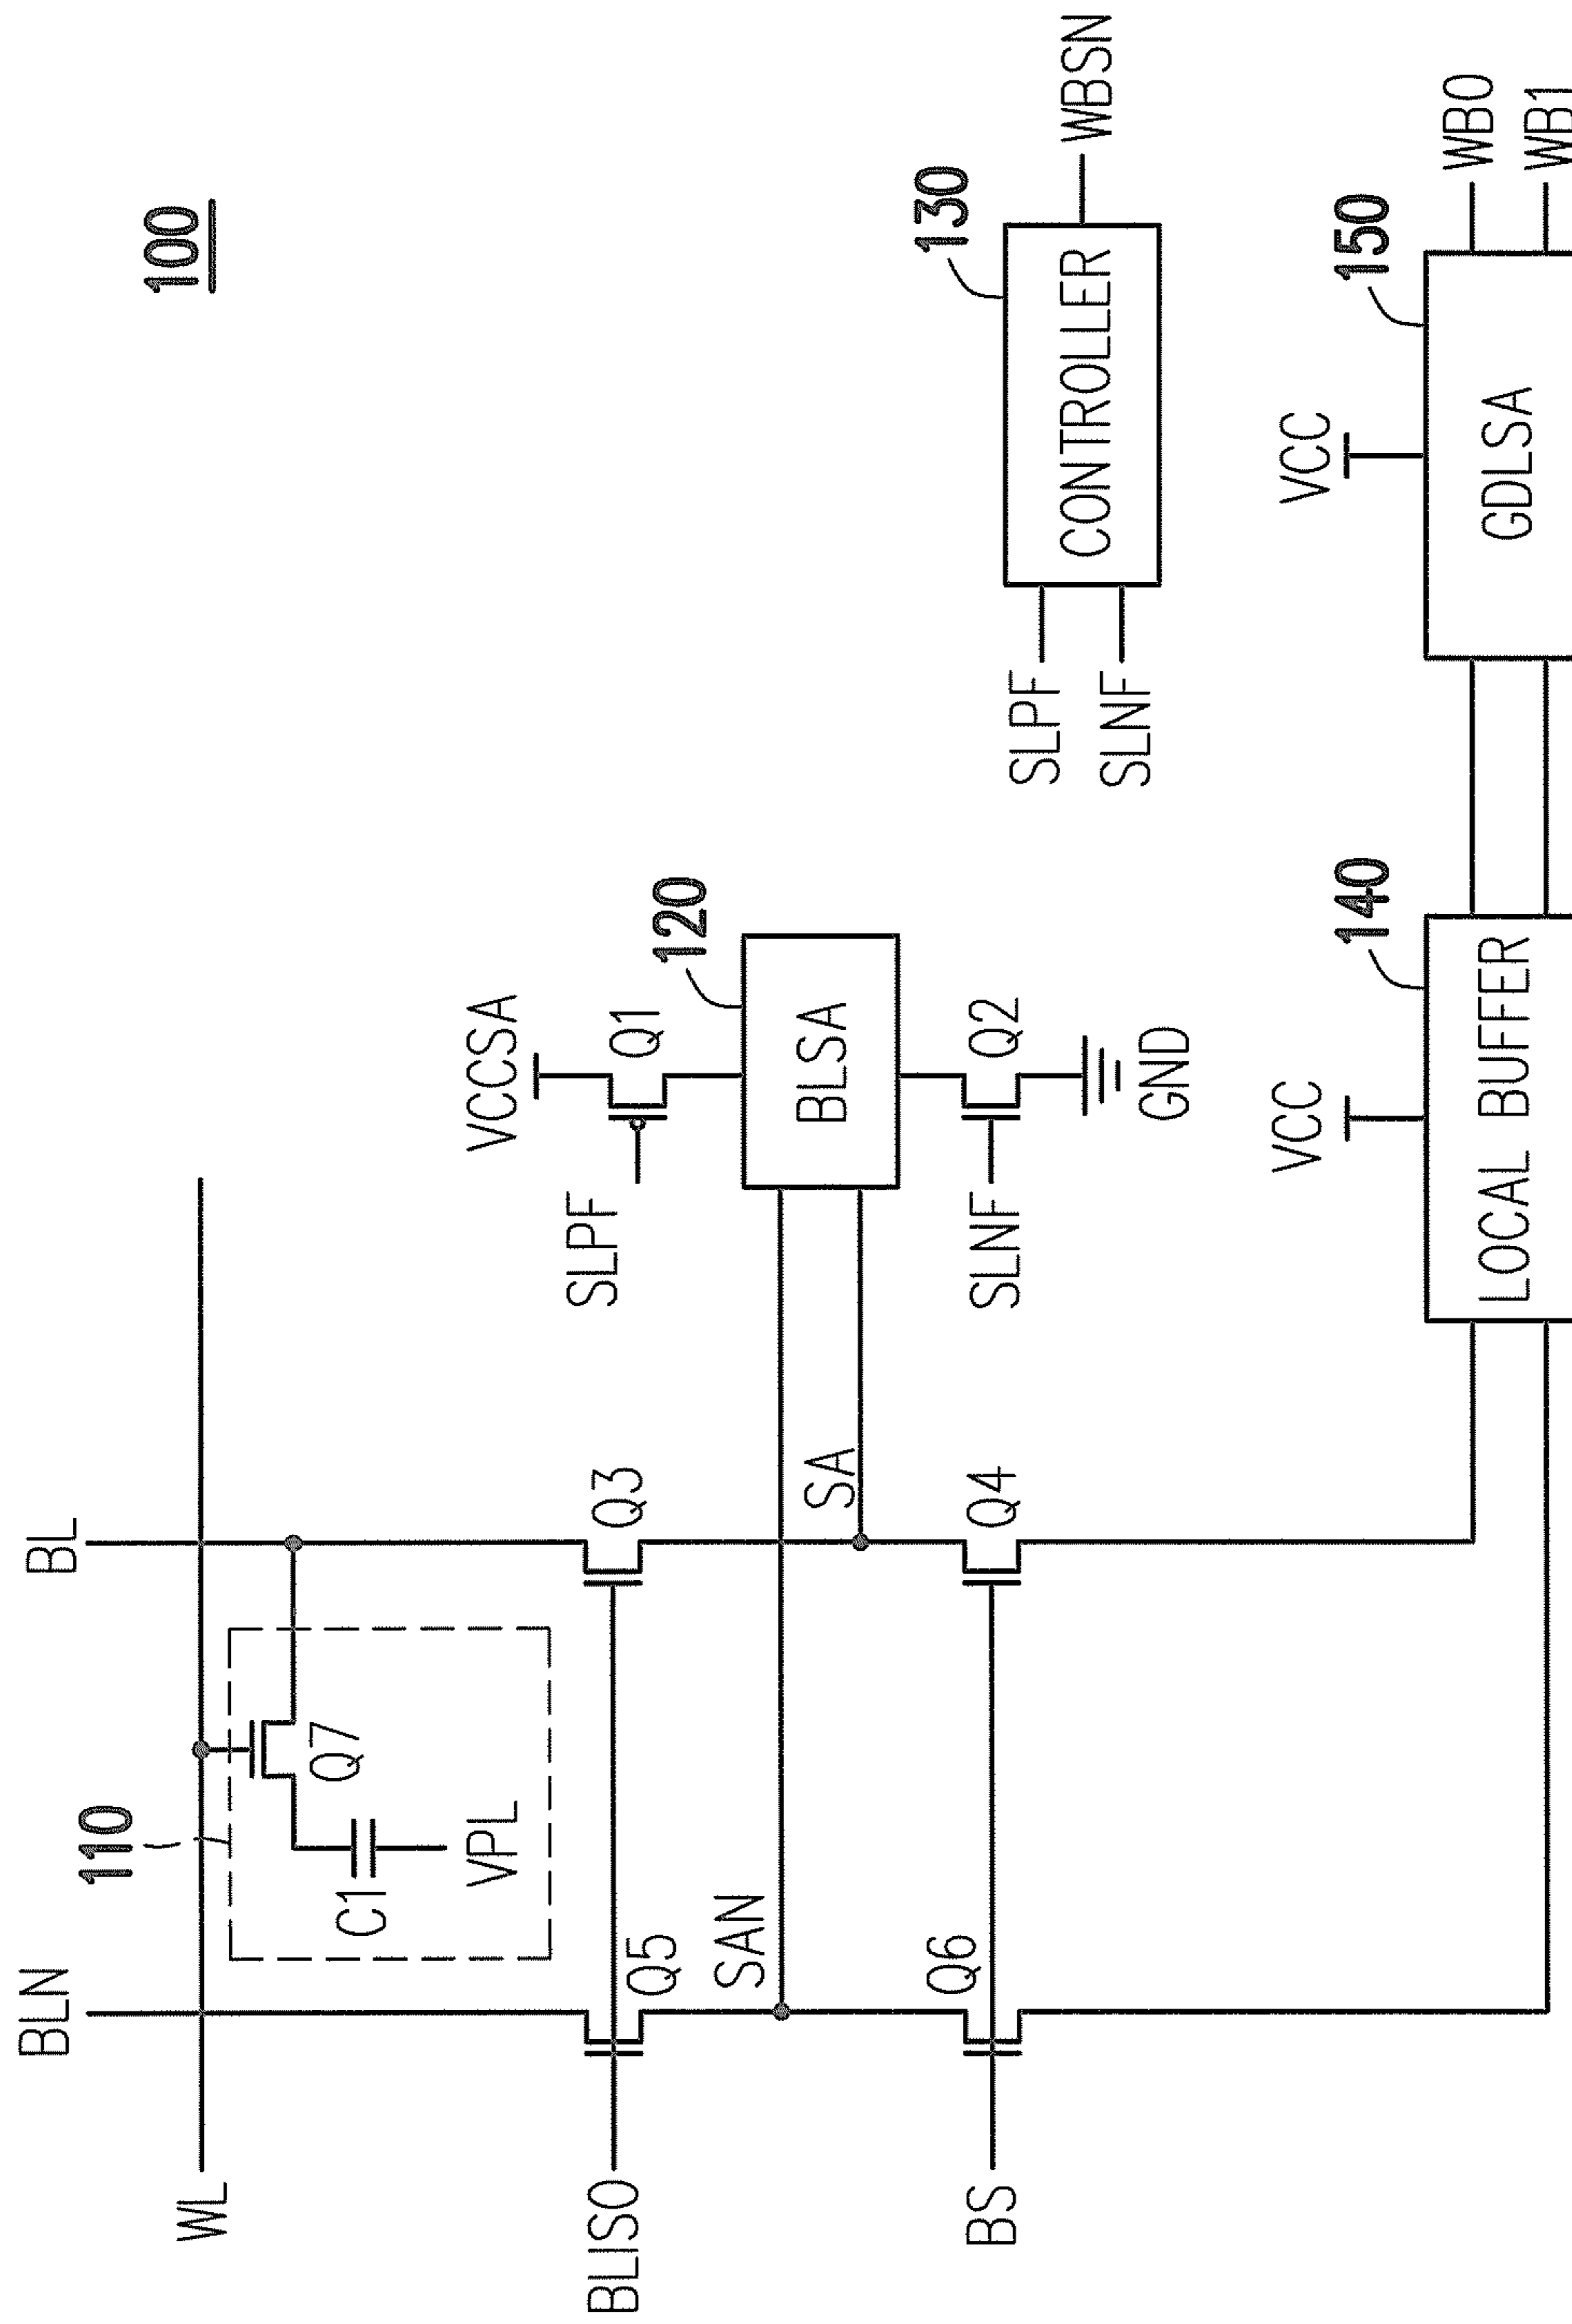 100
BLN
BL
WL
110
Q7
C1
VPL
BLISO
Q5
Q3
SAN
SA
BS
Q6
Q4
VCCSA
SLPF
Q1
120
BLSA
SLNF
Q2
GND
SLPF
SLNF
130
CONTROLLER
WBSN
VCC
140
LOCAL BUFFER
VCC
150
GDLSA
WB0
WB1